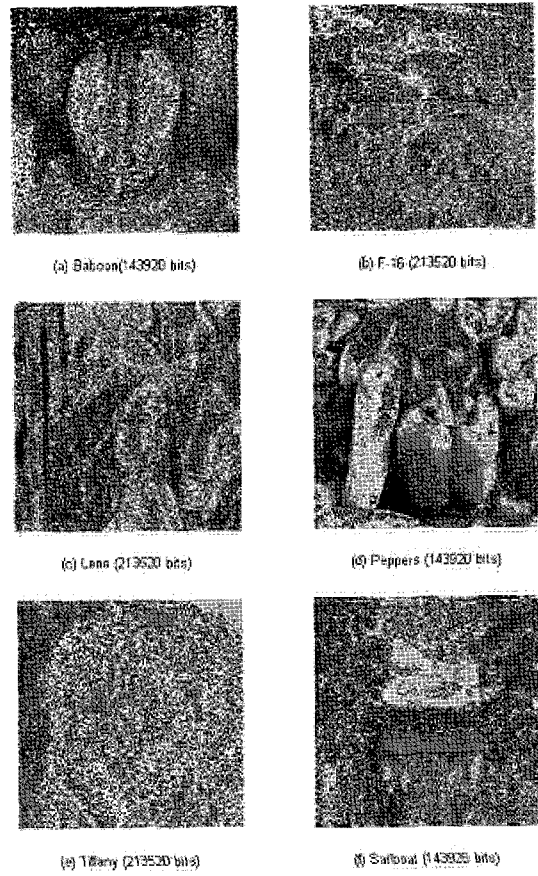 (a) Baboon(143920 bits)
(b) F-16 (213520 bits)
(c) Lena (213520 bits)
(d) Peppers (143920 bits)
(e) Tiffany (213520 bits)
(f) Sailboat (143920 bits)